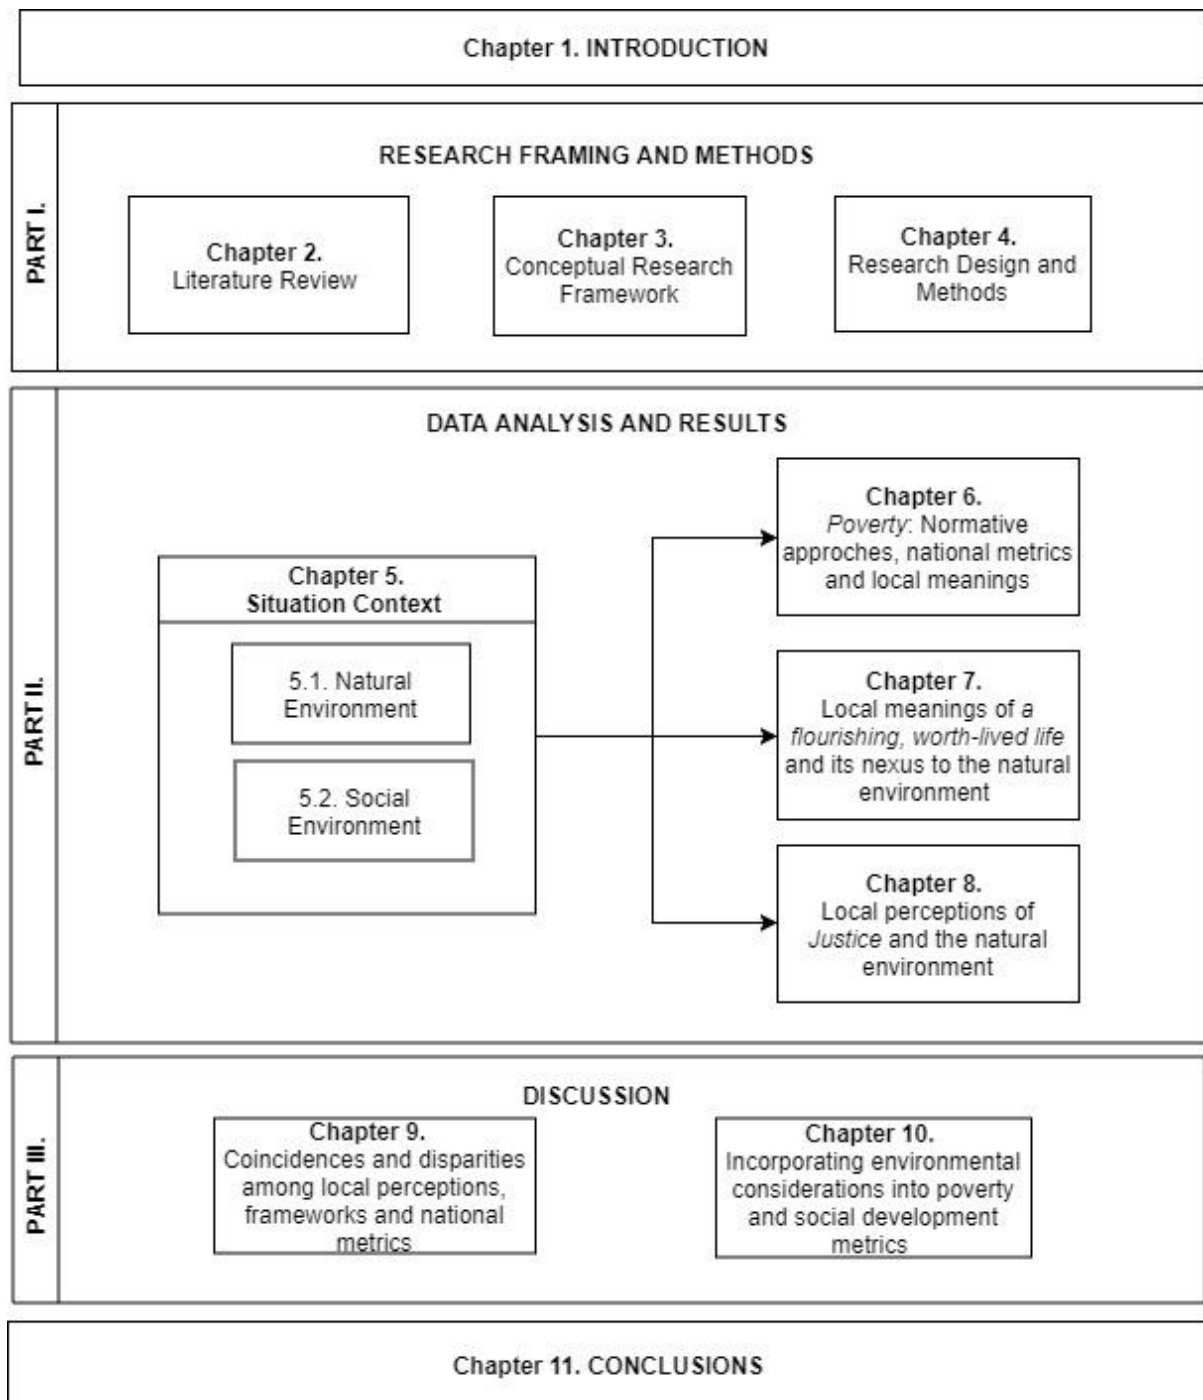 Chapter 1. INTRODUCTION
PART I.
RESEARCH FRAMING AND METHODS
Chapter 2.
Literature Review
Chapter 3.
Conceptual Research
Framework
Chapter 4.
Research Design and
Methods
PART II.
DATA ANALYSIS AND RESULTS
Chapter 5.
Situation Context
5.1. Natural
Environment
5.2. Social
Environment
Chapter 6.
Poverty: Normative
approches, national metrics
and local meanings
Chapter 7.
Local meanings of a
flourishing, worth-lived life
and its nexus to the natural
environment
Chapter 8.
Local perceptions of
Justice and the natural
environment
PART III.
DISCUSSION
Chapter 9.
Coincidences and disparities
among local perceptions,
frameworks and national
metrics
Chapter 10.
Incorporating environmental
considerations into poverty
and social development
metrics
Chapter 11. CONCLUSIONS